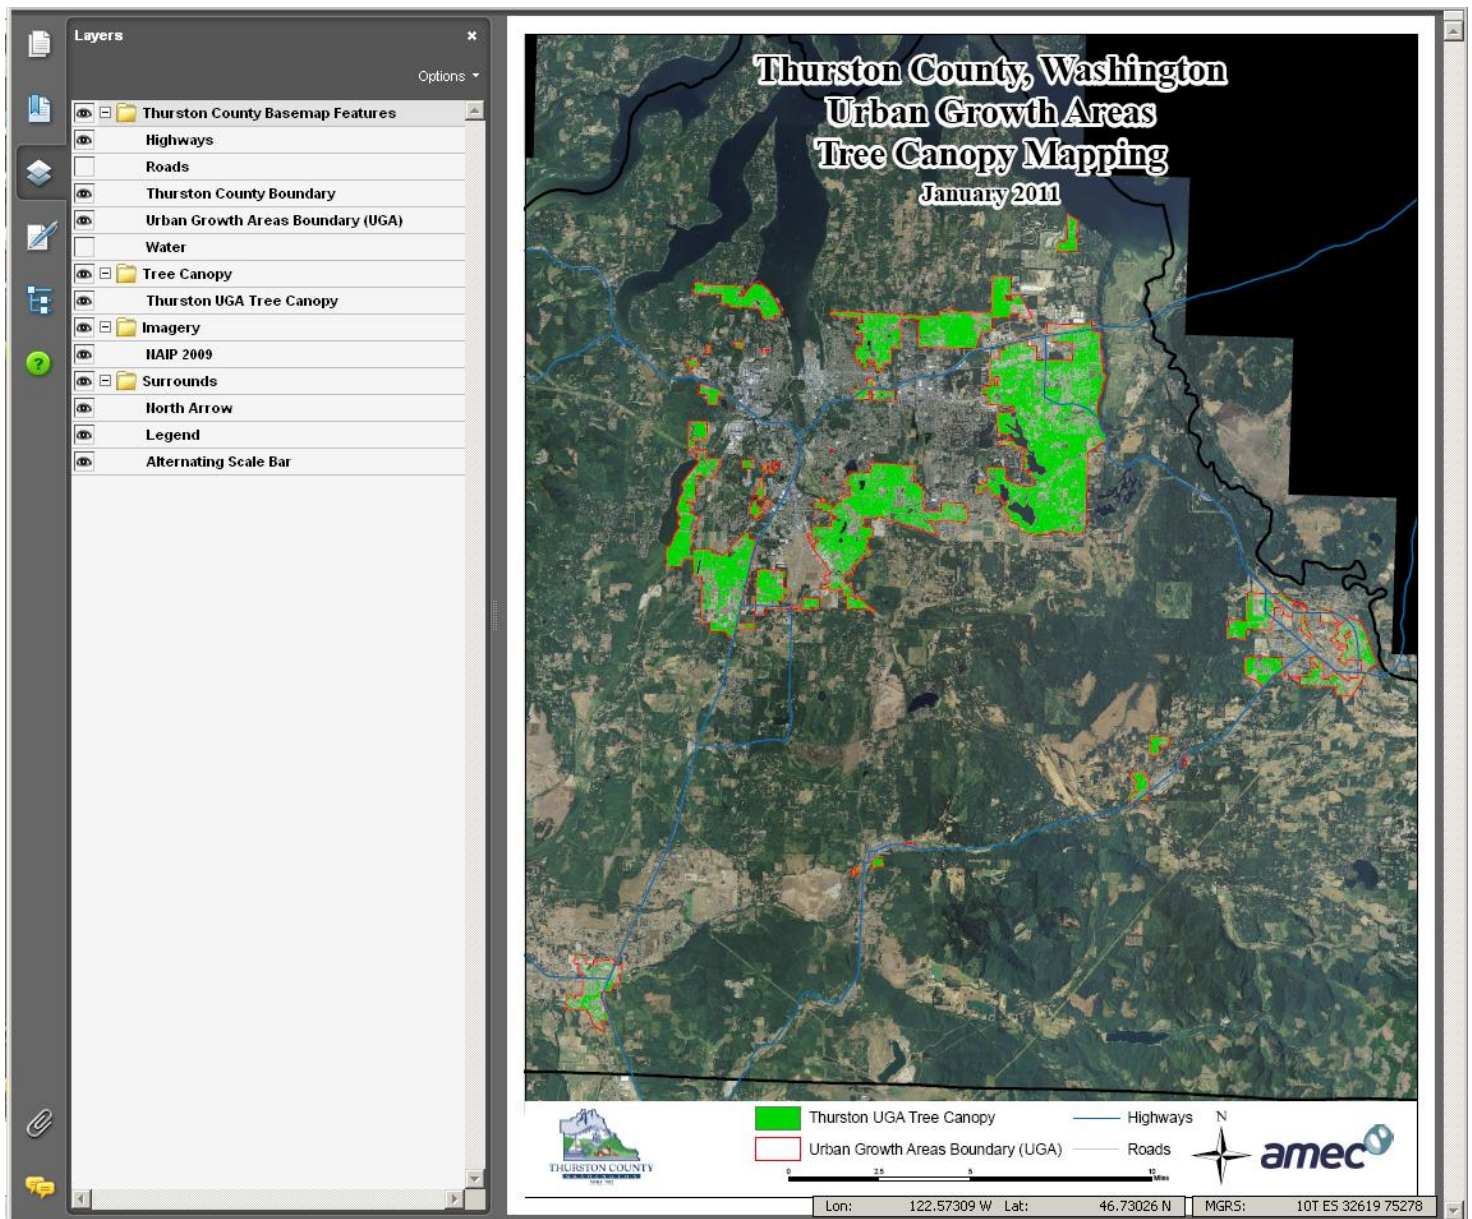 Layers
Options
Thurston County Basemap Features
Highways
Roads
Thurston County Boundary
Urban Growth Areas Boundary (UGA)
Water
Tree Canopy
Thurston UGA Tree Canopy
Imagery
NAIP 2009
Surrounds
North Arrow
Legend
Alternating Scale Bar
Thurston County, Washington
Urban Growth Areas
Tree Canopy Mapping
January 2011
THURSTON COUNTY
WASHINGTON
Thurston UGA Tree Canopy
Urban Growth Areas Boundary (UGA)
Highways
Roads
N
amec
0 2.5 5 10
Miles
Lon: 122.57309 W Lat: 46.73026 N MGRS: 10T ES 32619 75278